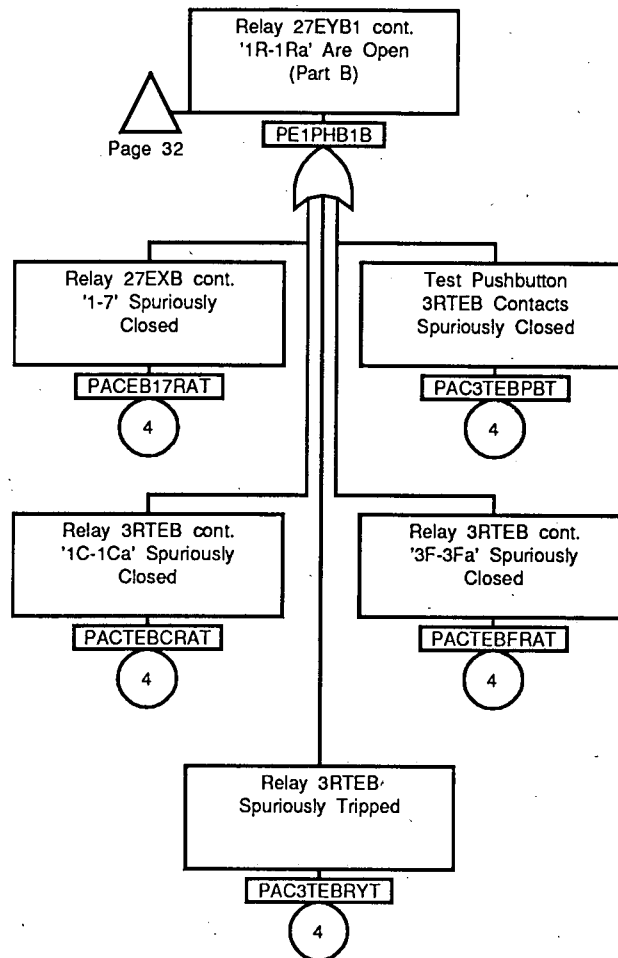 Relay 27EYB1 cont.
'1R-1Ra' Are Open
(Part B)
Page 32
PE1PHB1B
Relay 27EXB cont.
'1-7' Spuriously
Closed
PACEB17RAT
4
Test Pushbutton
3RTEB Contacts
Spuriously Closed
PAC3TEBPBT
4
Relay 3RTEB cont.
'1C-1Ca' Spuriously
Closed
PACTEBCRAT
4
Relay 3RTEB cont.
'3F-3Fa' Spuriously
Closed
PACTEBFRAT
4
Relay 3RTEB
Spuriously Tripped
PAC3TEBRYT
4